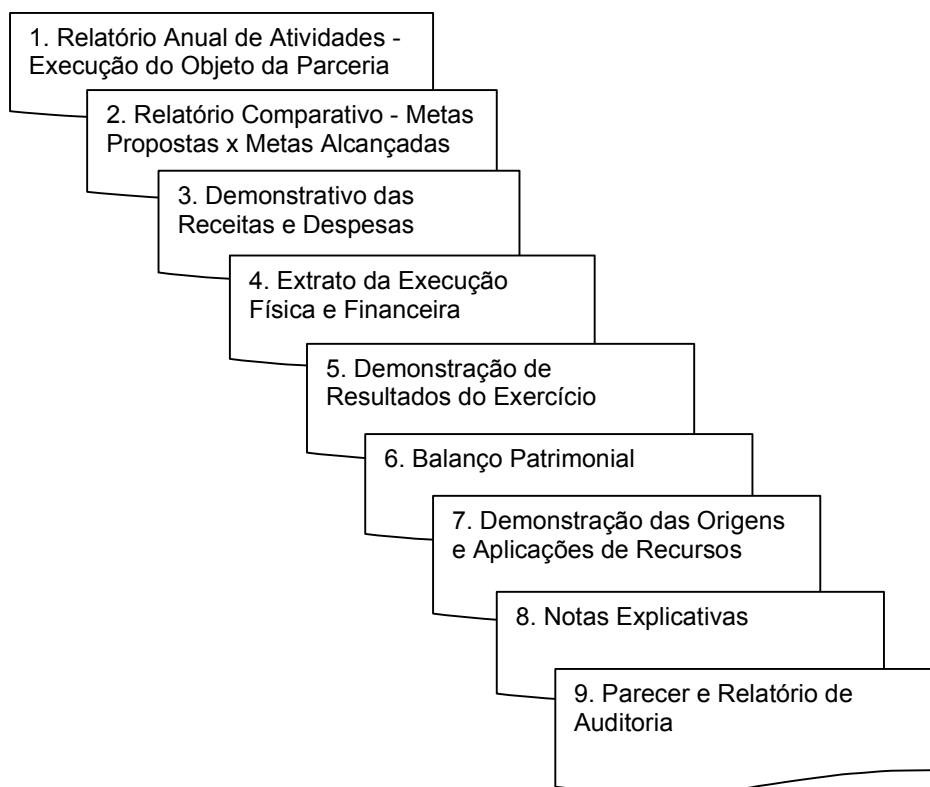 1. Relatório Anual de Atividades -
Execução do Objeto da Parceria
2. Relatório Comparativo - Metas
Propostas x Metas Alcançadas
3. Demonstrativo das
Receitas e Despesas
4. Extrato da Execução
Física e Financeira
5. Demonstração de
Resultados do Exercício
6. Balanço Patrimonial
7. Demonstração das Origens
e Aplicações de Recursos
8. Notas Explicativas
9. Parecer e Relatório de
Auditoria